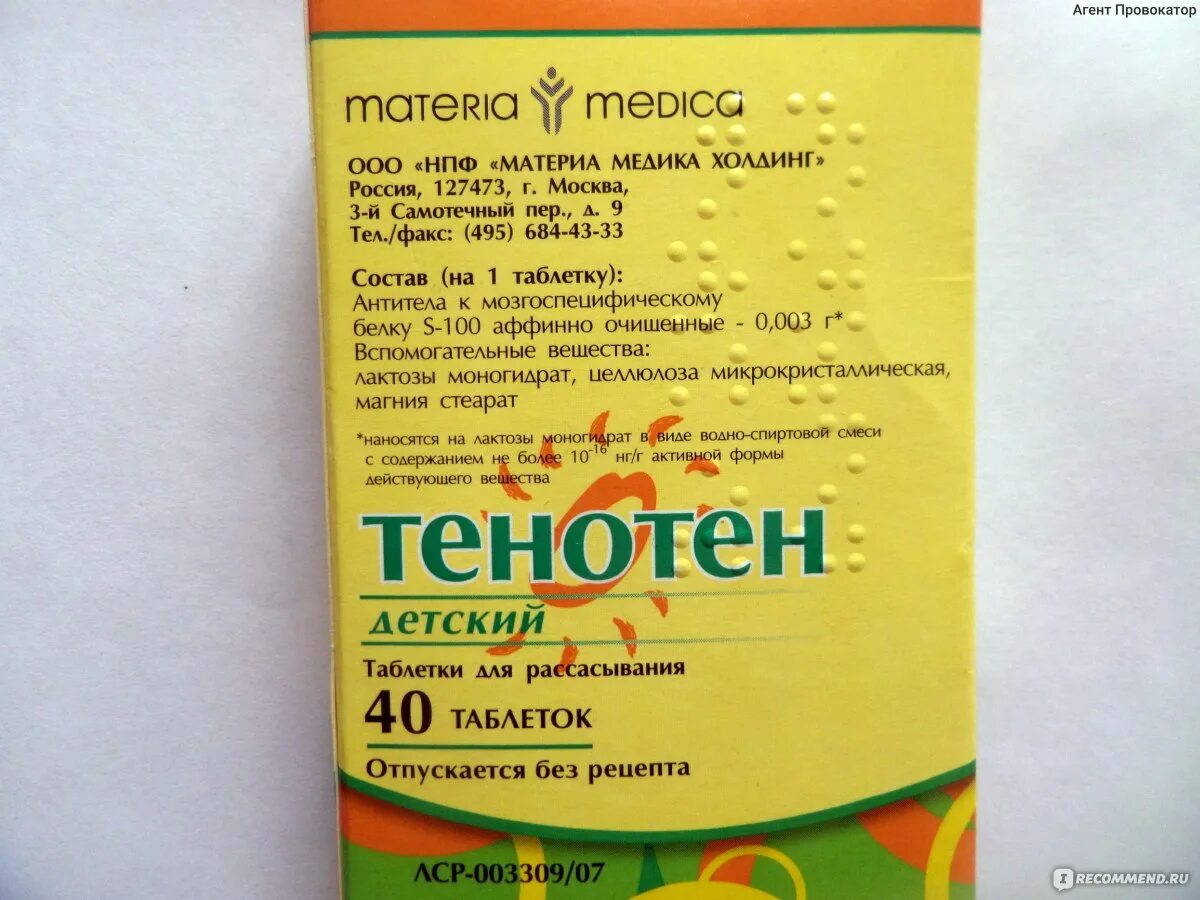 Агент Провокатор
materia medica
ООО «НПФ «МАТЕРИА МЕДИКА ХОЛДИНГ»
Россия, 127473, г. Москва,
3-й Самотечный пер., д. 9
Тел./факс: (495) 684-43-33
Состав (на 1 таблетку):
Антитела к мозгоспецифическому
белку S-100 аффинно очищенные - 0,003 г*
Вспомогательные вещества:
лактозы моногидрат, целлюлоза микрокристаллическая,
магния стеарат
*наносятся на лактозы моногидрат в виде водно-спиртовой смеси
с содержанием не более 10⁻¹⁶ нг/г активной формы
действующего вещества
ТЕНОТЕН
детский
Таблетки для рассасывания
40 ТАБЛЕТОК
Отпускается без рецепта
ЛСР-003309/07
IRECOMMEND.RU